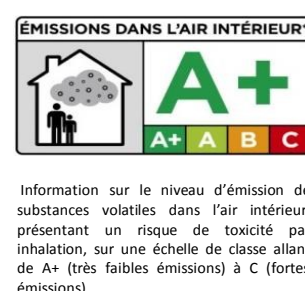 ÉMISSIONS DANS L'AIR INTÉRIEUR*
A+
A+ A B C
Information sur le niveau d'émission de
substances volatiles dans l'air intérieur
présentant un risque de toxicité pa
inhalation, sur une échelle de classe allan
de A+ (très faibles émissions) à C (fortes
émissions)